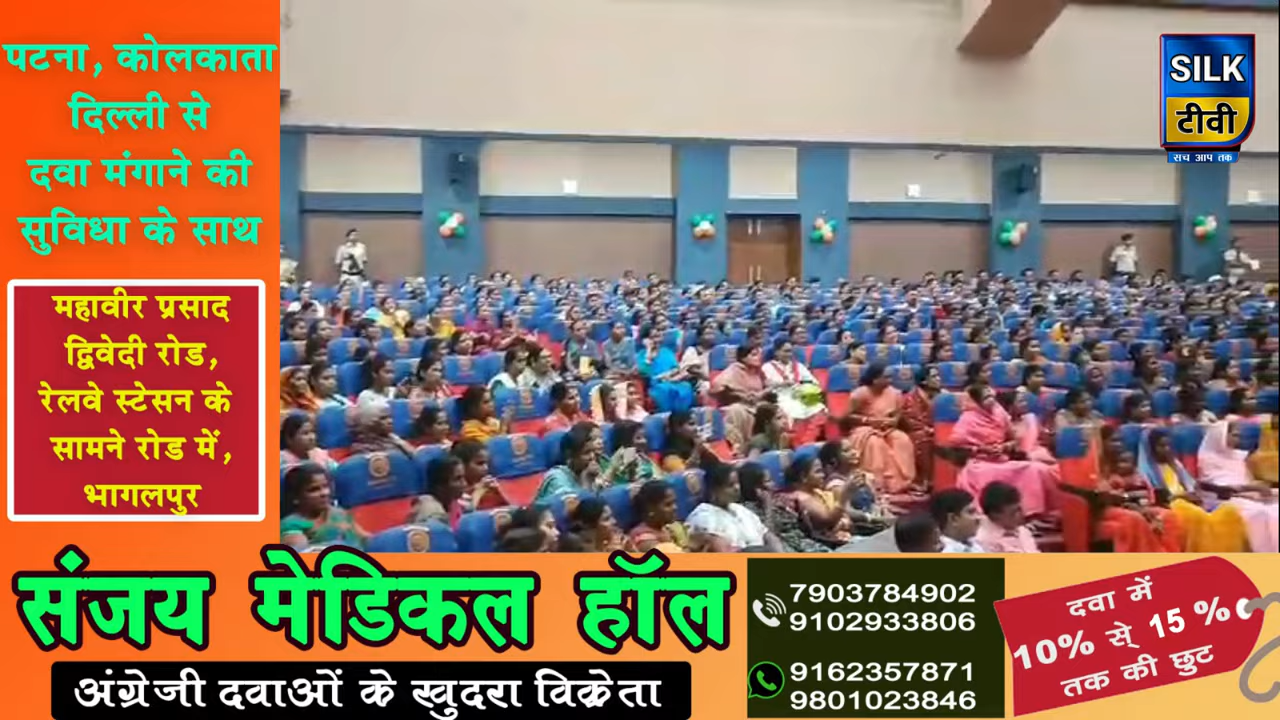 पटना, कोलकाता
दिल्ली से
दवा मंगाने की
सुविधा के साथ
SILK
टीवी
सच आप तक
महावीर प्रसाद
द्विवेदी रोड,
रेलवे स्टेसन के
सामने रोड में,
भागलपुर
संजय मेडिकल हॉल
अंग्रेजी दवाओं के खुदरा विक्रेता
7903784902
9102933806
9162357871
9801023846
दवा में
10% से् 15 %
तक की छुट